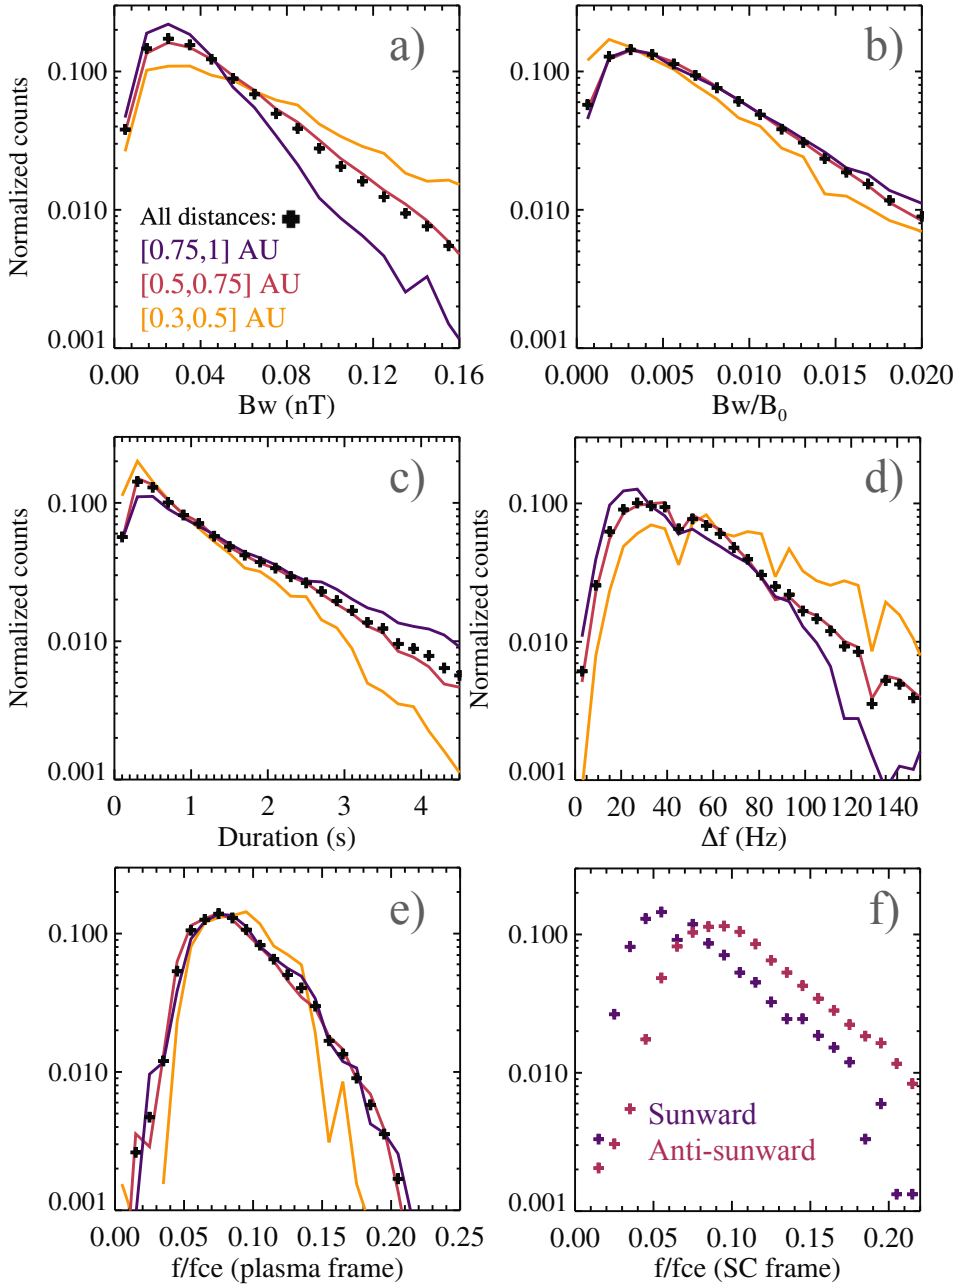 a)
Normalized counts
0.100
0.010
0.001
All distances:
[0.75,1] AU
[0.5,0.75] AU
[0.3,0.5] AU
0.00 0.04 0.08 0.12 0.16
Bw (nT)
b)
0.100
0.010
0.001
0.000 0.005 0.010 0.015 0.020
Bw/B₀
c)
Normalized counts
0.100
0.010
0.001
0 1 2 3 4
Duration (s)
d)
Normalized counts
0.100
0.010
0.001
0 20 40 60 80 100 120 140
Δf (Hz)
e)
Normalized counts
0.100
0.010
0.001
0.00 0.05 0.10 0.15 0.20 0.25
f/fce (plasma frame)
f)
0.100
0.010
0.001
Sunward
Anti-sunward
0.00 0.05 0.10 0.15 0.20
f/fce (SC frame)